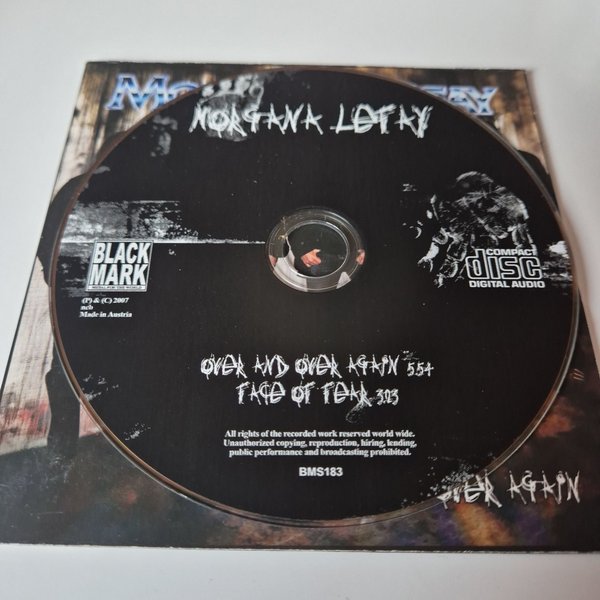 MORGANA LEFAY
BLACK
MARK
(P) & (C) 2007
ncb
Made in Austria
COMPACT
disc
DIGITAL AUDIO
OVER AND OVER AGAIN 5:54
FACE OF FEAR 3:03
All rights of the recorded work reserved world wide.
Unauthorized copying, reproduction, hiring, lending,
public performance and broadcasting prohibited.
BMS183
OVER AGAIN